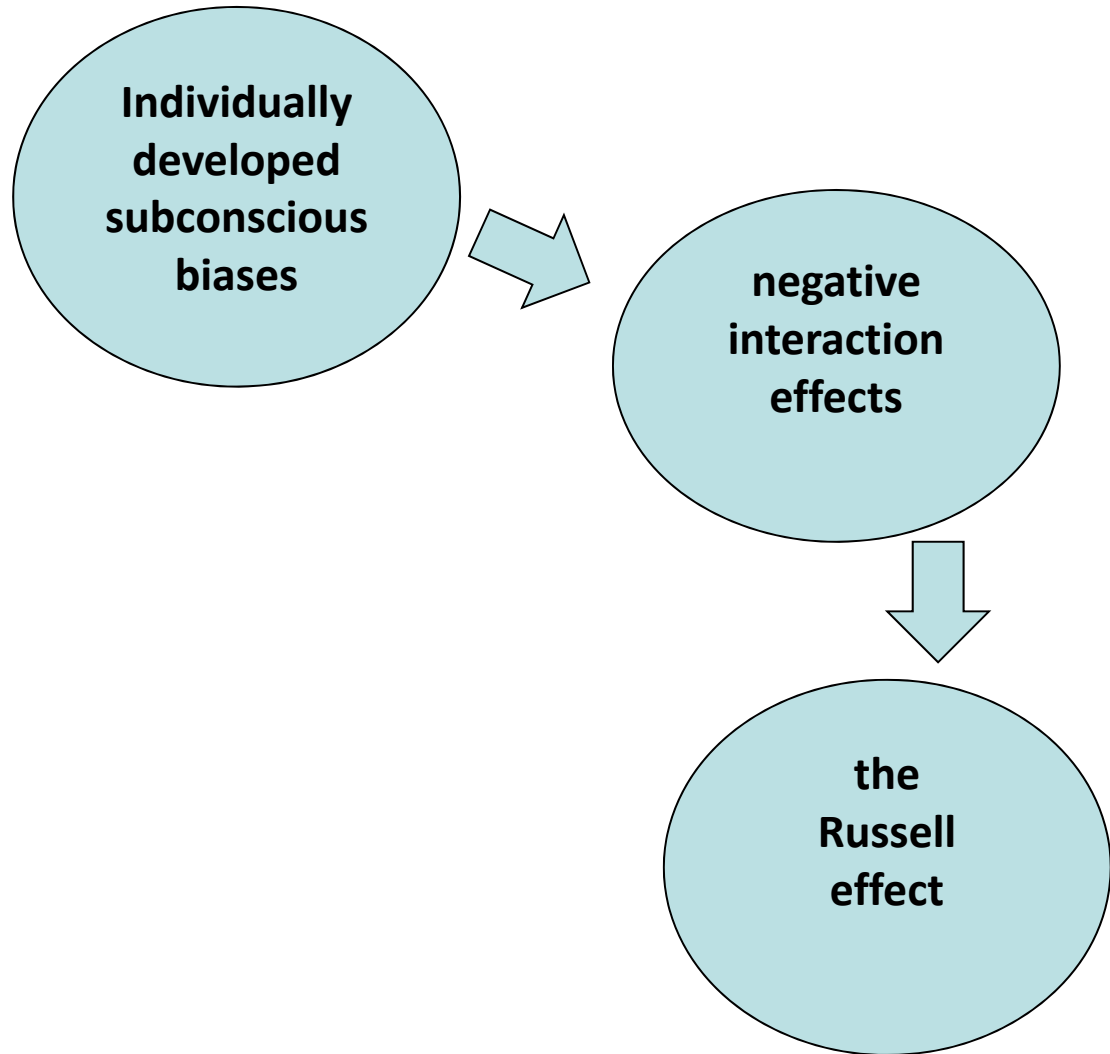 Individually
developed
subconscious
biases
negative
interaction
effects
the
Russell
effect